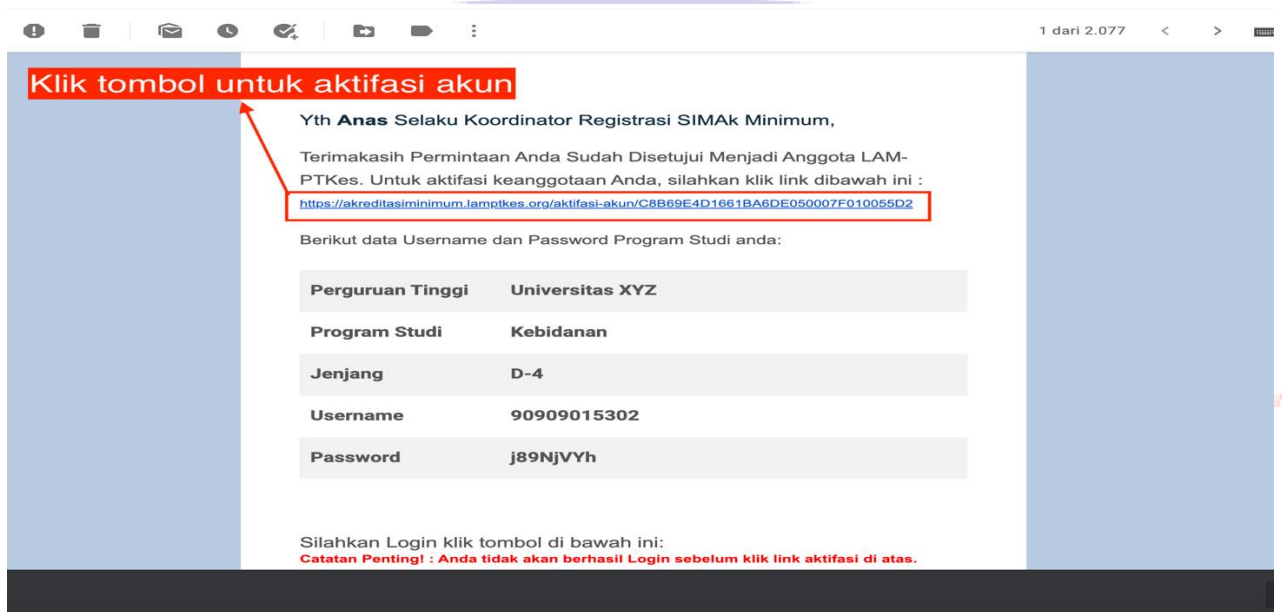 1 dari 2.077
Klik tombol untuk aktifasi akun
Yth Anas Selaku Koordinator Registrasi SIMAk Minimum,
Terimakasih Permintaan Anda Sudah Disetujui Menjadi Anggota LAM-
PTKes. Untuk aktifasi keanggotaan Anda, silahkan klik link dibawah ini :
https://akreditasiminimum.lamptkes.org/aktifasi-akun/C8B69E4D1661BA6DE050007F010055D2
Berikut data Username dan Password Program Studi anda:
Perguruan Tinggi Universitas XYZ
Program Studi Kebidanan
Jenjang D-4
Username 90909015302
Password j89NjVYh
Silahkan Login klik tombol di bawah ini:
Catatan Penting! : Anda tidak akan berhasil Login sebelum klik link aktifasi di atas.